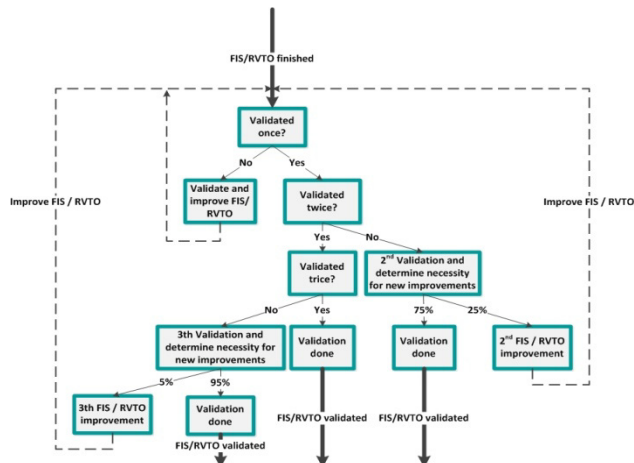 FIS/RVTO finished
Validated
once?
No
Yes
Improve FIS / RVTO
Validate and
improve FIS/
RVTO
Validated
twice?
Improve FIS / RVTO
Yes
No
Validated
trice?
2nd Validation and
determine necessity
for new improvements
No
Yes
75%
25%
3th Validation and
determine necessity for
new improvements
Validation
done
Validation
done
2nd FIS / RVTO
improvement
5%
95%
3th FIS / RVTO
improvement
Validation
done
FIS/RVTO validated
FIS/RVTO validated
FIS/RVTO validated